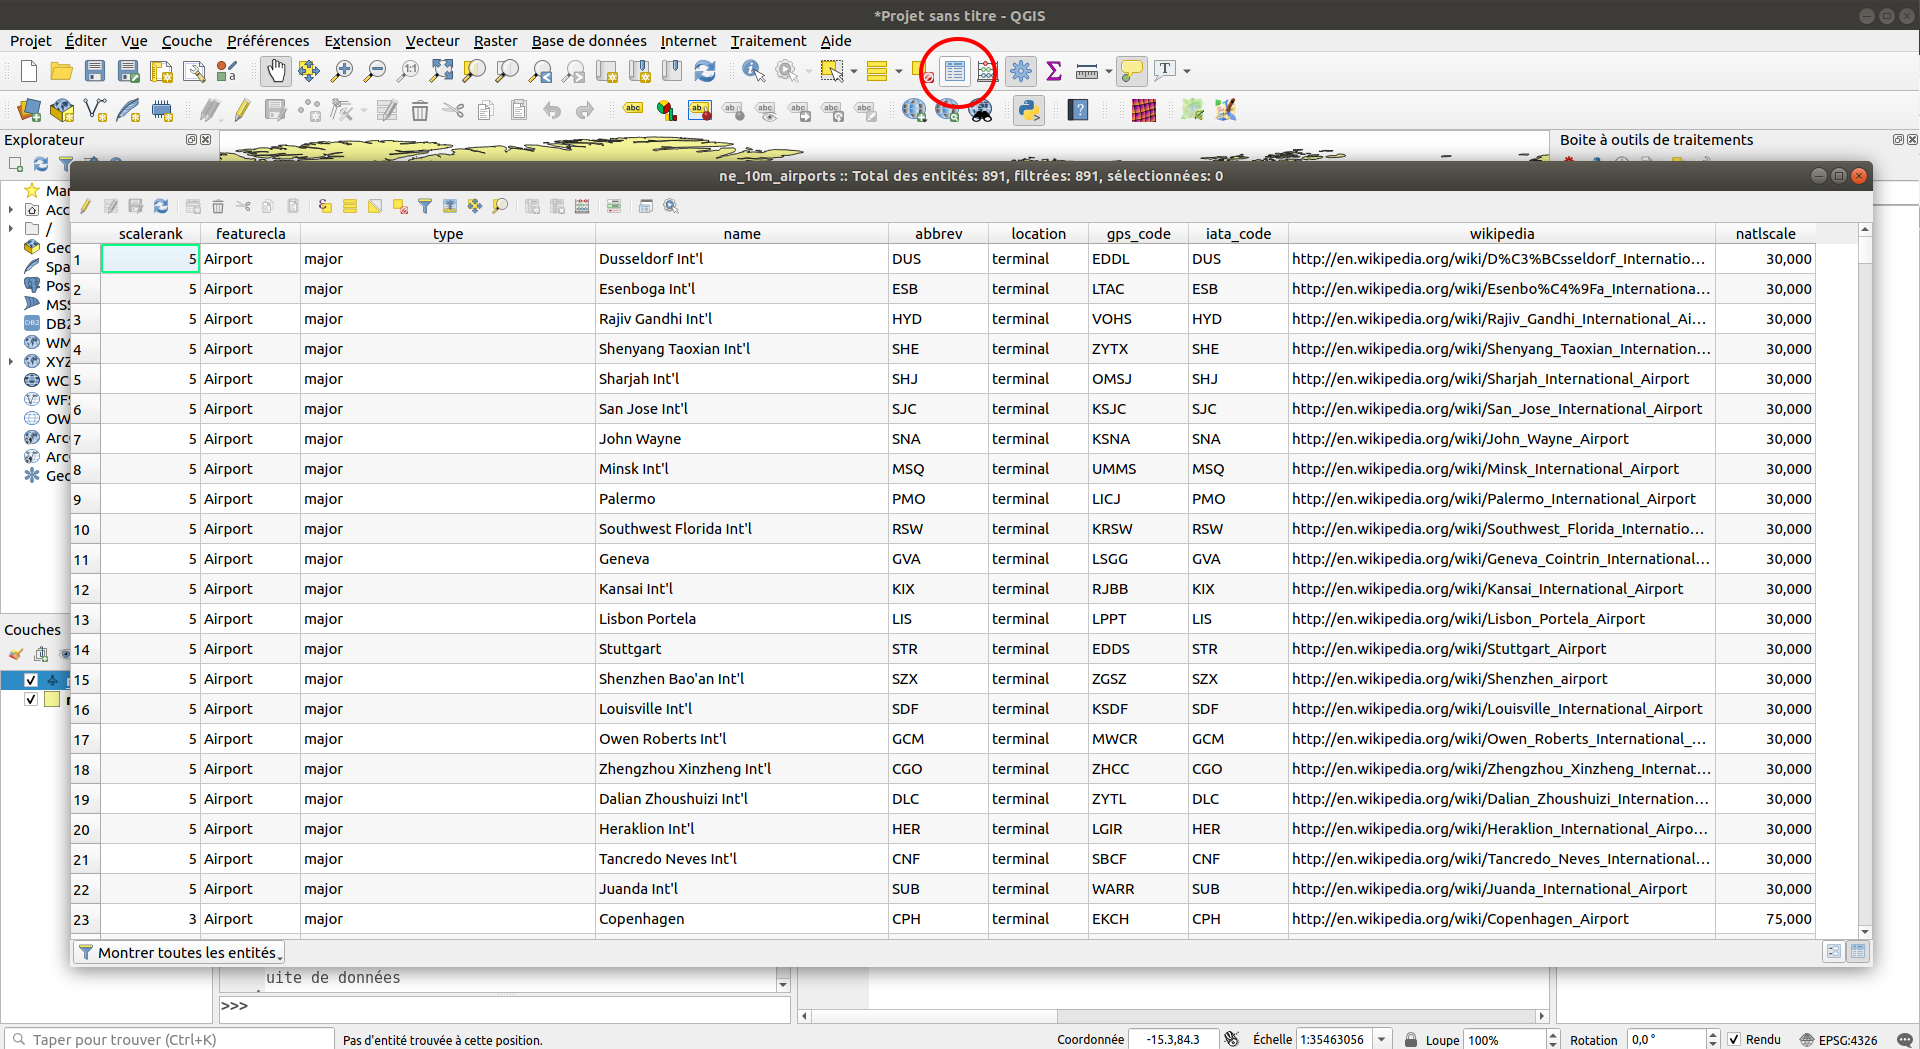 *Projet sans titre - QGIS
Projet Éditer Vue Couche Préférences Extension Vecteur Raster Base de données Internet Traitement Aide
Explorateur
Boite à outils de traitements
ne_10m_airports :: Total des entités: 891, filtrées: 891, sélectionnées: 0
scalerank featurecla type name abbrev location gps_code iata_code wikipedia natlscale
1 5 Airport major Dusseldorf Int'l DUS terminal EDDL DUS http://en.wikipedia.org/wiki/D%C3%BCsseldorf_Internatio... 30,000
2 5 Airport major Esenboga Int'l ESB terminal LTAC ESB http://en.wikipedia.org/wiki/Esenbo%C4%9Fa_Internationa... 30,000
3 5 Airport major Rajiv Gandhi Int'l HYD terminal VOHS HYD http://en.wikipedia.org/wiki/Rajiv_Gandhi_International_Ai... 30,000
4 5 Airport major Shenyang Taoxian Int'l SHE terminal ZYTX SHE http://en.wikipedia.org/wiki/Shenyang_Taoxian_Internation... 30,000
5 5 Airport major Sharjah Int'l SHJ terminal OMSJ SHJ http://en.wikipedia.org/wiki/Sharjah_International_Airport 30,000
6 5 Airport major San Jose Int'l SJC terminal KSJC SJC http://en.wikipedia.org/wiki/San_Jose_International_Airport 30,000
7 5 Airport major John Wayne SNA terminal KSNA SNA http://en.wikipedia.org/wiki/John_Wayne_Airport 30,000
8 5 Airport major Minsk Int'l MSQ terminal UMMS MSQ http://en.wikipedia.org/wiki/Minsk_International_Airport 30,000
9 5 Airport major Palermo PMO terminal LICJ PMO http://en.wikipedia.org/wiki/Palermo_International_Airport 30,000
10 5 Airport major Southwest Florida Int'l RSW terminal KRSW RSW http://en.wikipedia.org/wiki/Southwest_Florida_Internatio... 30,000
11 5 Airport major Geneva GVA terminal LSGG GVA http://en.wikipedia.org/wiki/Geneva_Cointrin_International... 30,000
12 5 Airport major Kansai Int'l KIX terminal RJBB KIX http://en.wikipedia.org/wiki/Kansai_International_Airport 30,000
13 5 Airport major Lisbon Portela LIS terminal LPPT LIS http://en.wikipedia.org/wiki/Lisbon_Portela_Airport 30,000
14 5 Airport major Stuttgart STR terminal EDDS STR http://en.wikipedia.org/wiki/Stuttgart_Airport 30,000
15 5 Airport major Shenzhen Bao'an Int'l SZX terminal ZGSZ SZX http://en.wikipedia.org/wiki/Shenzhen_airport 30,000
16 5 Airport major Louisville Int'l SDF terminal KSDF SDF http://en.wikipedia.org/wiki/Louisville_International_Airport 30,000
17 5 Airport major Owen Roberts Int'l GCM terminal MWCR GCM http://en.wikipedia.org/wiki/Owen_Roberts_International_... 30,000
18 5 Airport major Zhengzhou Xinzheng Int'l CGO terminal ZHCC CGO http://en.wikipedia.org/wiki/Zhengzhou_Xinzheng_Internat... 30,000
19 5 Airport major Dalian Zhoushuizi Int'l DLC terminal ZYTL DLC http://en.wikipedia.org/wiki/Dalian_Zhoushuizi_Internation... 30,000
20 5 Airport major Heraklion Int'l HER terminal LGIR HER http://en.wikipedia.org/wiki/Heraklion_International_Airpo... 30,000
21 5 Airport major Tancredo Neves Int'l CNF terminal SBCF CNF http://en.wikipedia.org/wiki/Tancredo_Neves_International... 30,000
22 5 Airport major Juanda Int'l SUB terminal WARR SUB http://en.wikipedia.org/wiki/Juanda_International_Airport 30,000
23 3 Airport major Copenhagen CPH terminal EKCH CPH http://en.wikipedia.org/wiki/Copenhagen_Airport 75,000
Montrer toutes les entités
Mar
Acc
/
Geo
Spa
Pos
MSS
DB2
WM
XYZ
WC
WFS
OW
Arc
Arc
Geo
Couches
uite de données
>>>
Taper pour trouver (Ctrl+K) Pas d'entité trouvée à cette position. Coordonnée -15.3,84.3 Échelle 1:35463056 Loupe 100% Rotation 0,0 ° Rendu EPSG:4326